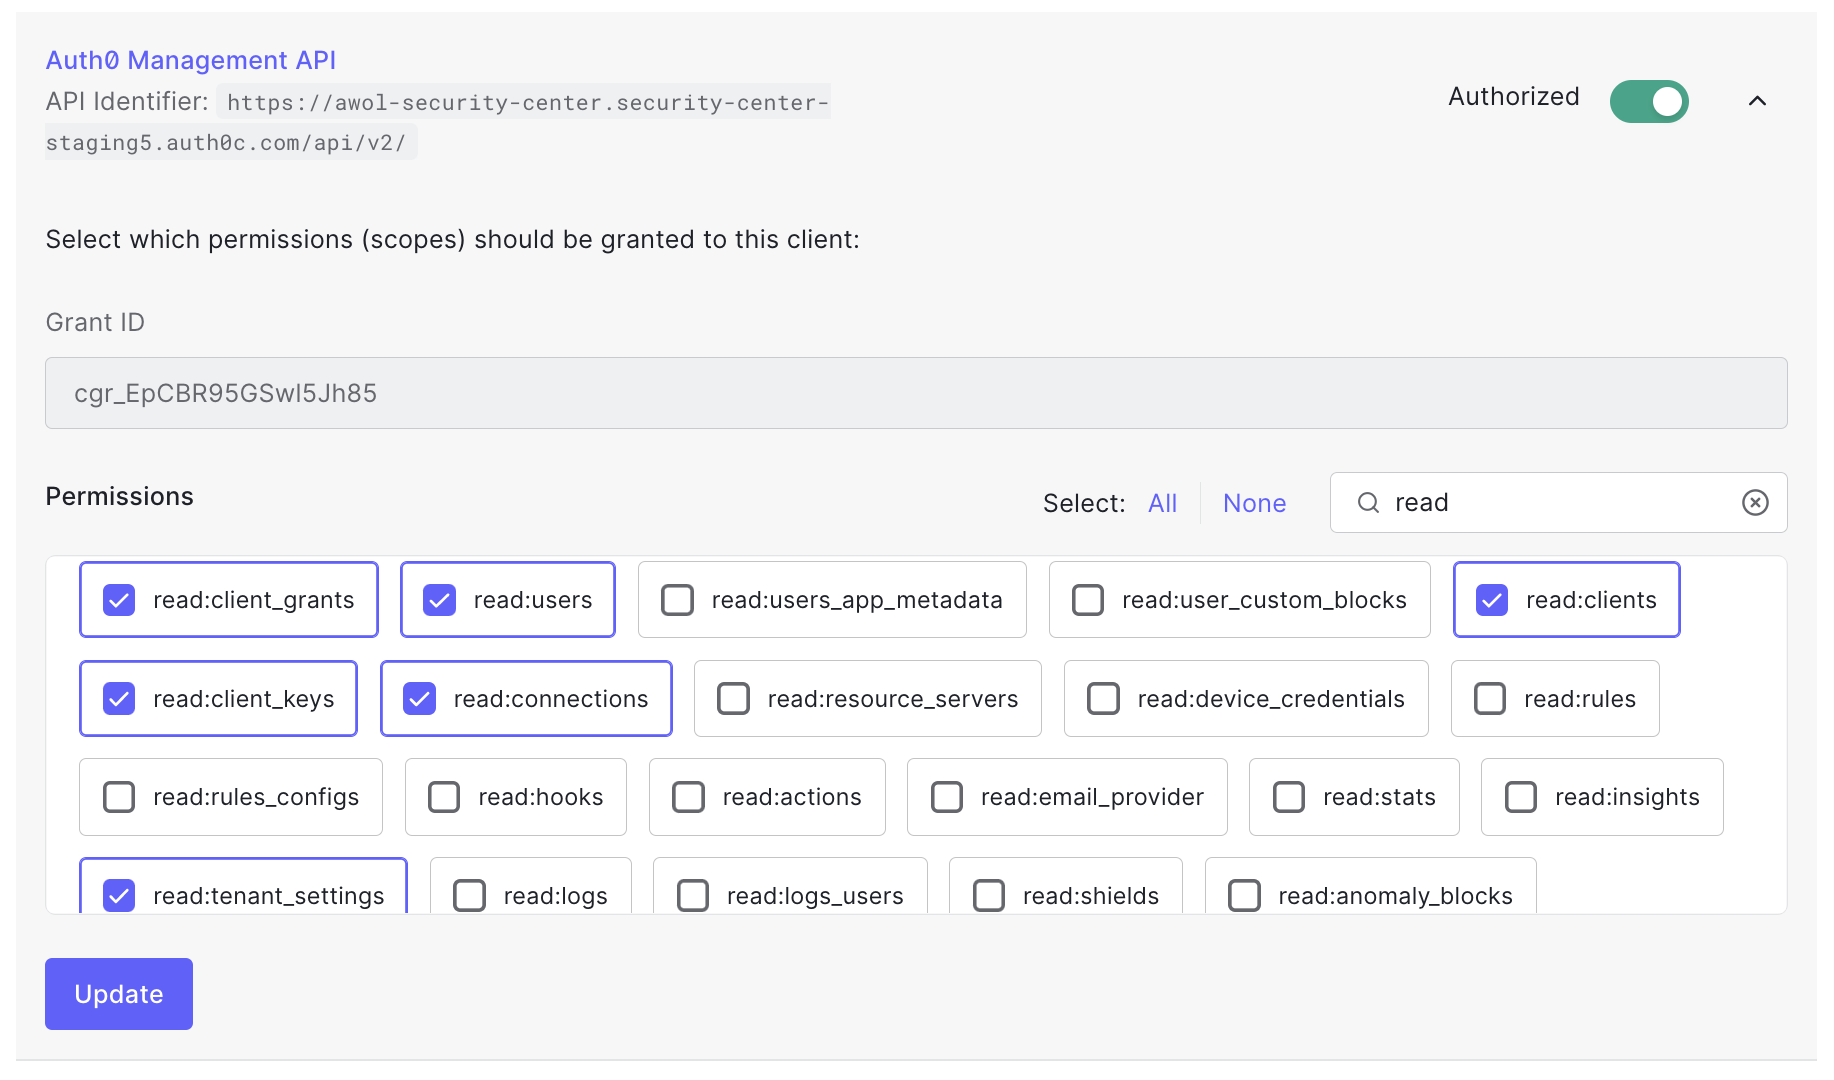 Auth0 Management API
API Identifier: https://awol-security-center.security-center-
staging5.auth0c.com/api/v2/
Authorized
Select which permissions (scopes) should be granted to this client:
Grant ID
cgr_EpCBR95GSwI5Jh85
Permissions
Select: All None
read
read:client_grants read:users read:users_app_metadata read:user_custom_blocks read:clients
read:client_keys read:connections read:resource_servers read:device_credentials read:rules
read:rules_configs read:hooks read:actions read:email_provider read:stats read:insights
read:tenant_settings read:logs read:logs_users read:shields read:anomaly_blocks
Update